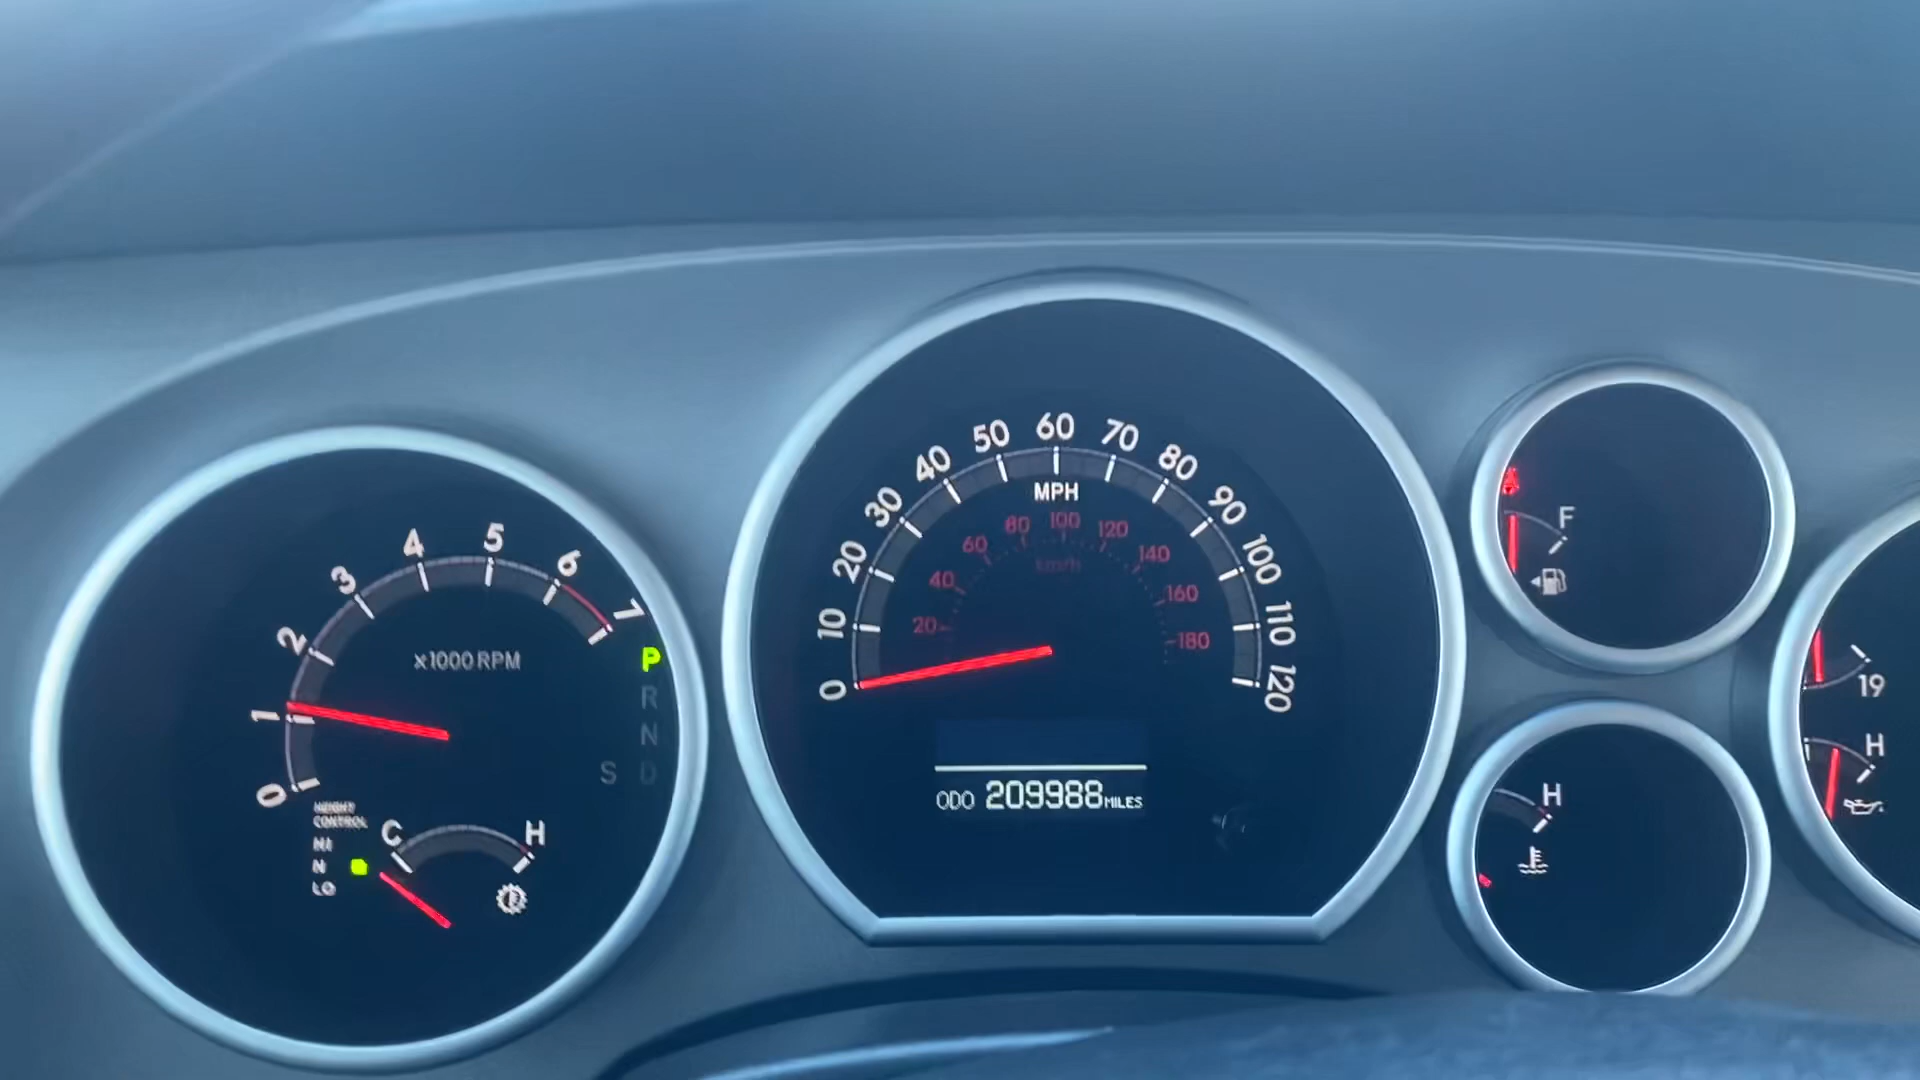 0 1 2 3 4 5 6 7
x1000 RPM
P
R
N
D
S
HEIGHT
CONTROL
HI
N
LO
C H
0 10 20 30 40 50 60 70 80 90 100 110 120
MPH
20 40 60 80 100 120 140 160 180
km/h
ODO 209988 MILES
F
H
19
H